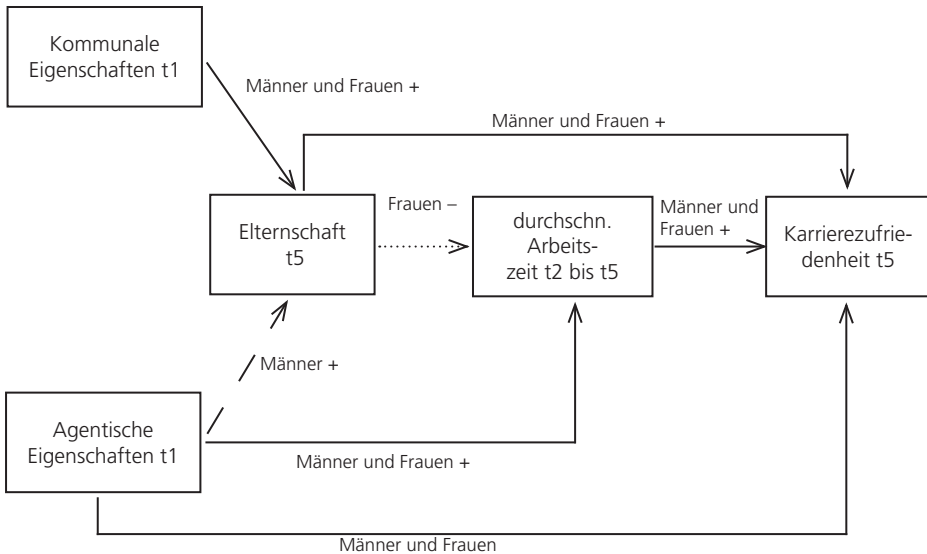 Kommunale
Eigenschaften t1
Männer und Frauen +
Männer und Frauen +
Elternschaft
t5
Frauen –
durchschn.
Arbeits-
zeit t2 bis t5
Männer und
Frauen +
Karrierezufrie-
denheit t5
Männer +
Agentische
Eigenschaften t1
Männer und Frauen +
Männer und Frauen